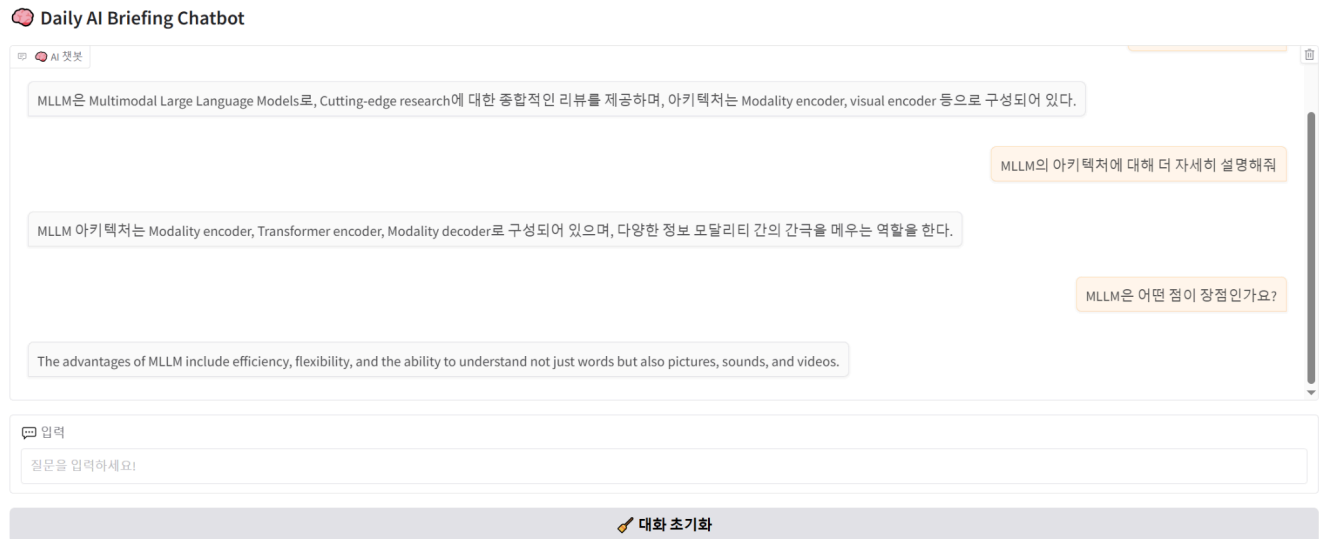 🧠 Daily AI Briefing Chatbot
🧠 AI 챗봇
MLLM은 Multimodal Large Language Models로, Cutting-edge research에 대한 종합적인 리뷰를 제공하며, 아키텍처는 Modality encoder, visual encoder 등으로 구성되어 있다.
MLLM의 아키텍처에 대해 더 자세히 설명해줘
MLLM 아키텍처는 Modality encoder, Transformer encoder, Modality decoder로 구성되어 있으며, 다양한 정보 모달리티 간의 간극을 메우는 역할을 한다.
MLLM은 어떤 점이 장점인가요?
The advantages of MLLM include efficiency, flexibility, and the ability to understand not just words but also pictures, sounds, and videos.
💬 입력
질문을 입력하세요!
🧹 대화 초기화